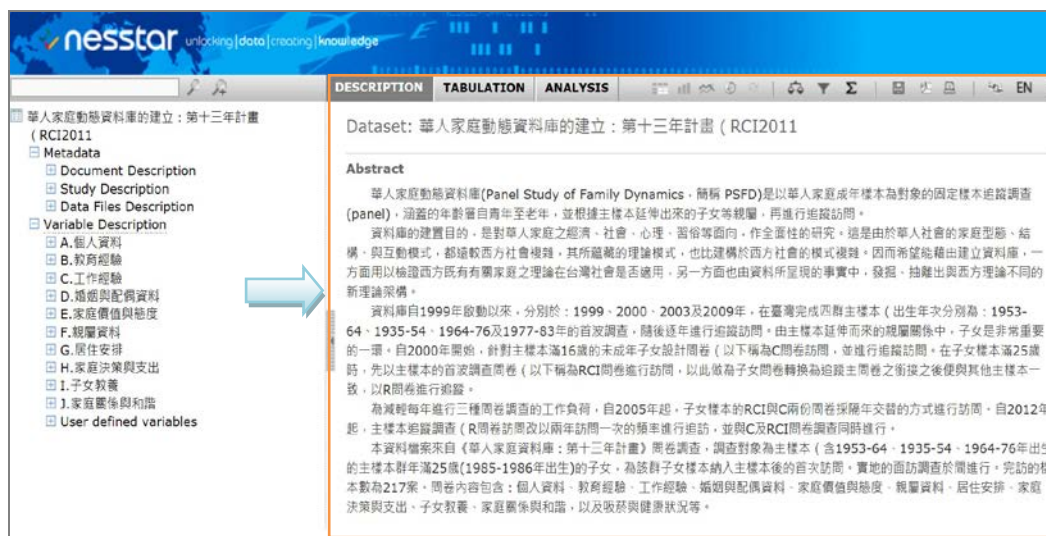 nesstar unlocking|data|creating|knowledge
DESCRIPTION TABULATION ANALYSIS EN
華人家庭動態資料庫的建立：第十三年計畫
( RCI2011
Metadata
Document Description
Study Description
Data Files Description
Variable Description
A.個人資料
B.教育經驗
C.工作經驗
D.婚姻與配偶資料
E.家庭價值與態度
F.親屬資料
G.居住安排
H.家庭決策與支出
I.子女教養
J.家庭關係與和諧
User defined variables
Dataset: 華人家庭動態資料庫的建立：第十三年計畫 ( RCI2011
Abstract
華人家庭動態資料庫(Panel Study of Family Dynamics，簡稱 PSFD)是以華人家庭成年樣本為對象的固定樣本追蹤調查
(panel)，涵蓋的年齡層自青年至老年，並根據主樣本延伸出來的子女等親屬，再進行追蹤訪問。
資料庫的建置目的，是對華人家庭之經濟、社會、心理、習俗等面向，作全面性的研究。這是由於華人社會的家庭型態、結
構、與互動模式，都遠較西方社會複雜，其所蘊藏的理論模式，也比建構於西方社會的模式複雜。因而希望能藉由建立資料庫，一
方面用以檢證西方既有有關家庭之理論在台灣社會是否適用，另一方面也由資料所呈現的事實中，發掘、抽離出與西方理論不同的
新理論架構。
資料庫自1999年啟動以來，分別於：1999、2000、2003及2009年，在臺灣完成四群主樣本 ( 出生年次分別為：1953-
64、1935-54、1964-76及1977-83年的首波調查，隨後逐年進行追蹤訪問。由主樣本延伸而來的親屬關係中，子女是非常重要
的一環。自2000年開始，針對主樣本滿16歲的未成年子女設計問卷 ( 以下稱為C問卷訪問，並進行追蹤訪問。在子女樣本滿25歲
時，先以主樣本的首波調查問卷 ( 以下稱為RCI問卷進行訪問，以此做為子女問卷轉換為追蹤主問卷之銜接之後便與其他主樣本一
致，以R問卷進行追蹤。
為減輕每年進行三種問卷調查的工作負荷，自2005年起，子女樣本的RCI與C兩份問卷採隔年交替的方式進行訪問。自2012年
起，主樣本追蹤調查 ( R問卷訪問改以兩年訪問一次的頻率進行追訪，並與C及RCI問卷調查同時進行。
本資料檔案來自《華人家庭資料庫：第十三年計畫》問卷調查，調查對象為主樣本 ( 含1953-64、1935-54、1964-76年出生
的主樣本群年滿25歲(1985-1986年出生)的子女，為該群子女樣本納入主樣本後的首次訪問。實地的面訪調查於間進行。完訪的樣
本數為217案。問卷內容包含：個人資料、教育經驗、工作經驗、婚姻與配偶資料、家庭價值與態度、親屬資料、居住安排、家庭
決策與支出、子女教養、家庭關係與和諧，以及吸菸與健康狀況等。